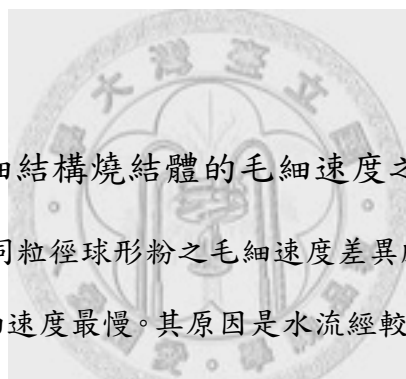 細結構燒結體的毛細速度之
同粒徑球形粉之毛細速度差異
速度最慢。其原因是水流經較